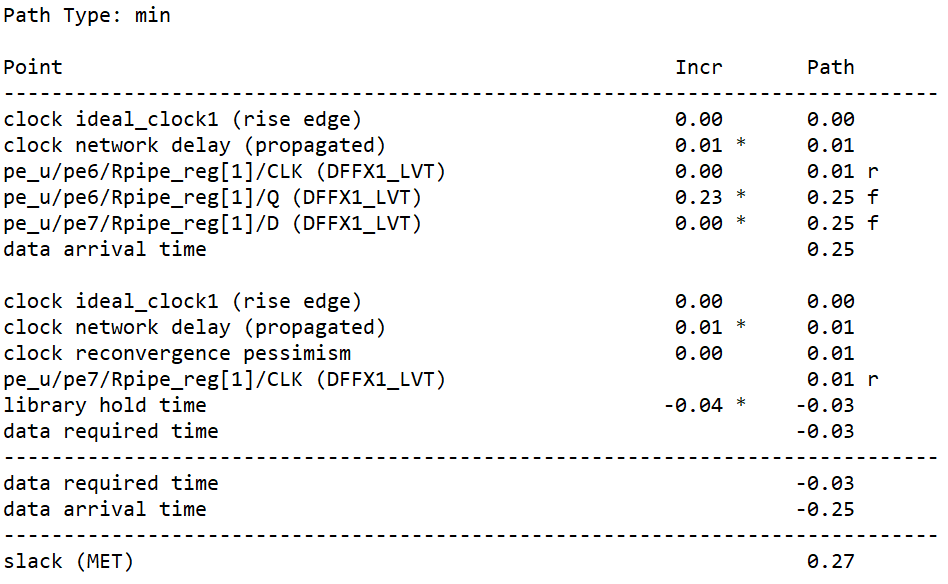 Path Type: min
Point Incr Path
--------------------------------------------------------------------------------
clock ideal_clock1 (rise edge) 0.00 0.00
clock network delay (propagated) 0.01 * 0.01
pe_u/pe6/Rpipe_reg[1]/CLK (DFFX1_LVT) 0.00 0.01 r
pe_u/pe6/Rpipe_reg[1]/Q (DFFX1_LVT) 0.23 * 0.25 f
pe_u/pe7/Rpipe_reg[1]/D (DFFX1_LVT) 0.00 * 0.25 f
data arrival time 0.25
clock ideal_clock1 (rise edge) 0.00 0.00
clock network delay (propagated) 0.01 * 0.01
clock reconvergence pessimism 0.00 0.01
pe_u/pe7/Rpipe_reg[1]/CLK (DFFX1_LVT) 0.01 r
library hold time -0.04 * -0.03
data required time -0.03
--------------------------------------------------------------------------------
data required time -0.03
data arrival time -0.25
--------------------------------------------------------------------------------
slack (MET) 0.27